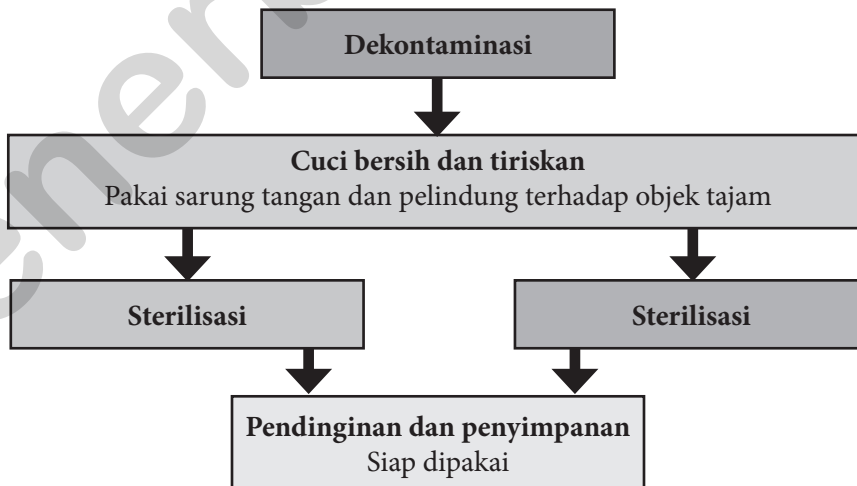 Dekontaminasi
Cuci bersih dan tiriskan
Pakai sarung tangan dan pelindung terhadap objek tajam
Sterilisasi
Sterilisasi
Pendinginan dan penyimpanan
Siap dipakai